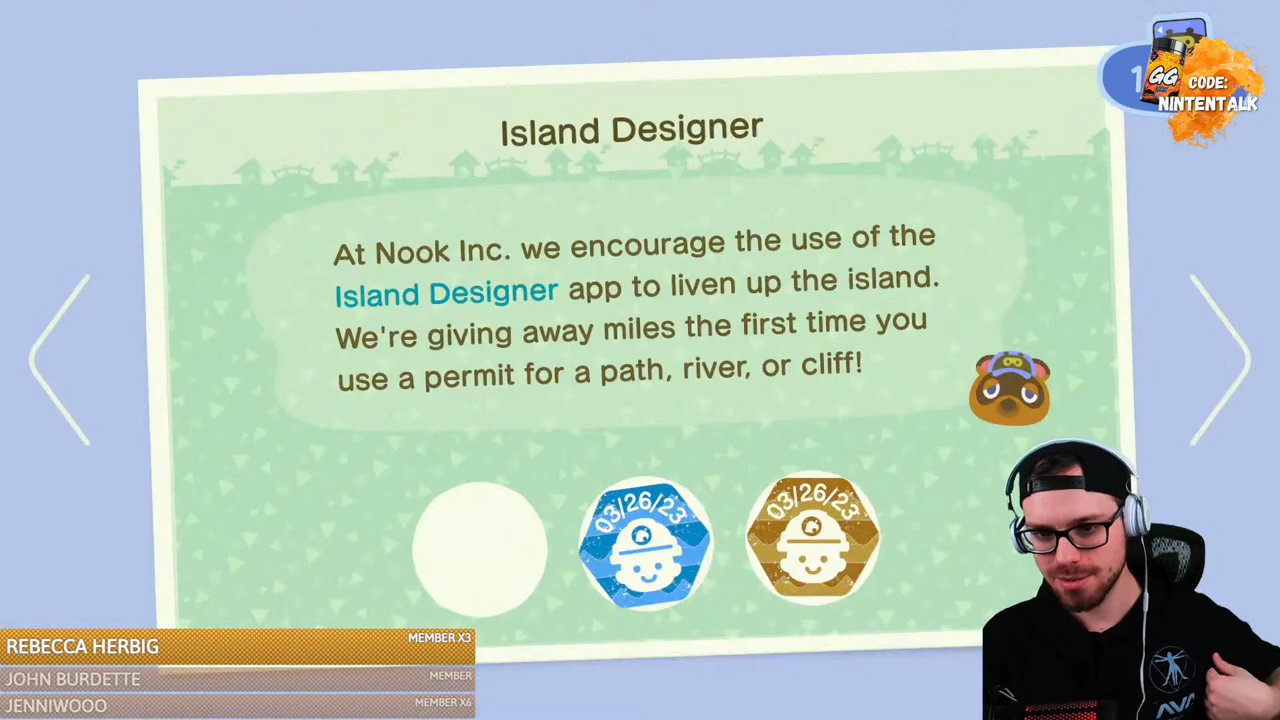 Island Designer
At Nook Inc. we encourage the use of the
Island Designer app to liven up the island.
We're giving away miles the first time you
use a permit for a path, river, or cliff!
03/26/23
03/26/23
1
GG
CODE:
NINTENTALK
REBECCA HERBIG MEMBER X3
JOHN BURDETTE MEMBER
JENNIWOOO MEMBER X6